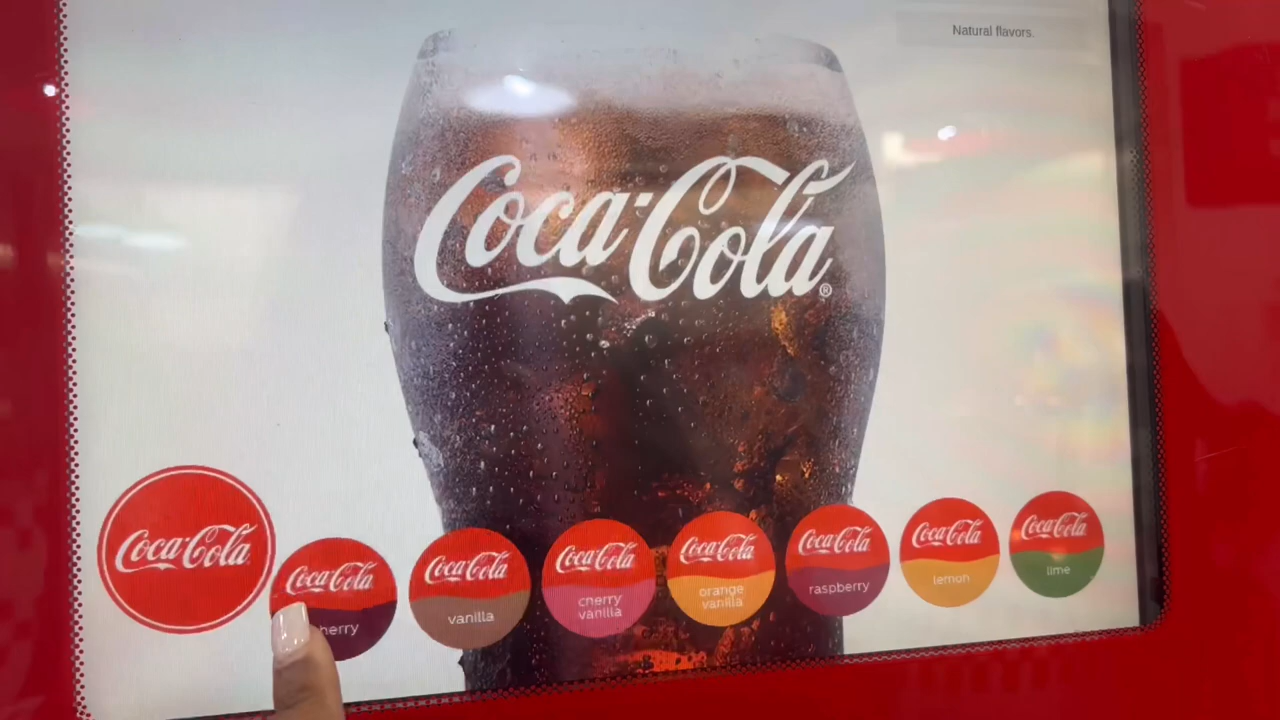 Natural flavors.
Coca-Cola®
Coca-Cola
Coca-Cola
herry
Coca-Cola
vanilla
Coca-Cola
cherry
vanilla
Coca-Cola
orange
vanilla
Coca-Cola
raspberry
Coca-Cola
lemon
Coca-Cola
lime